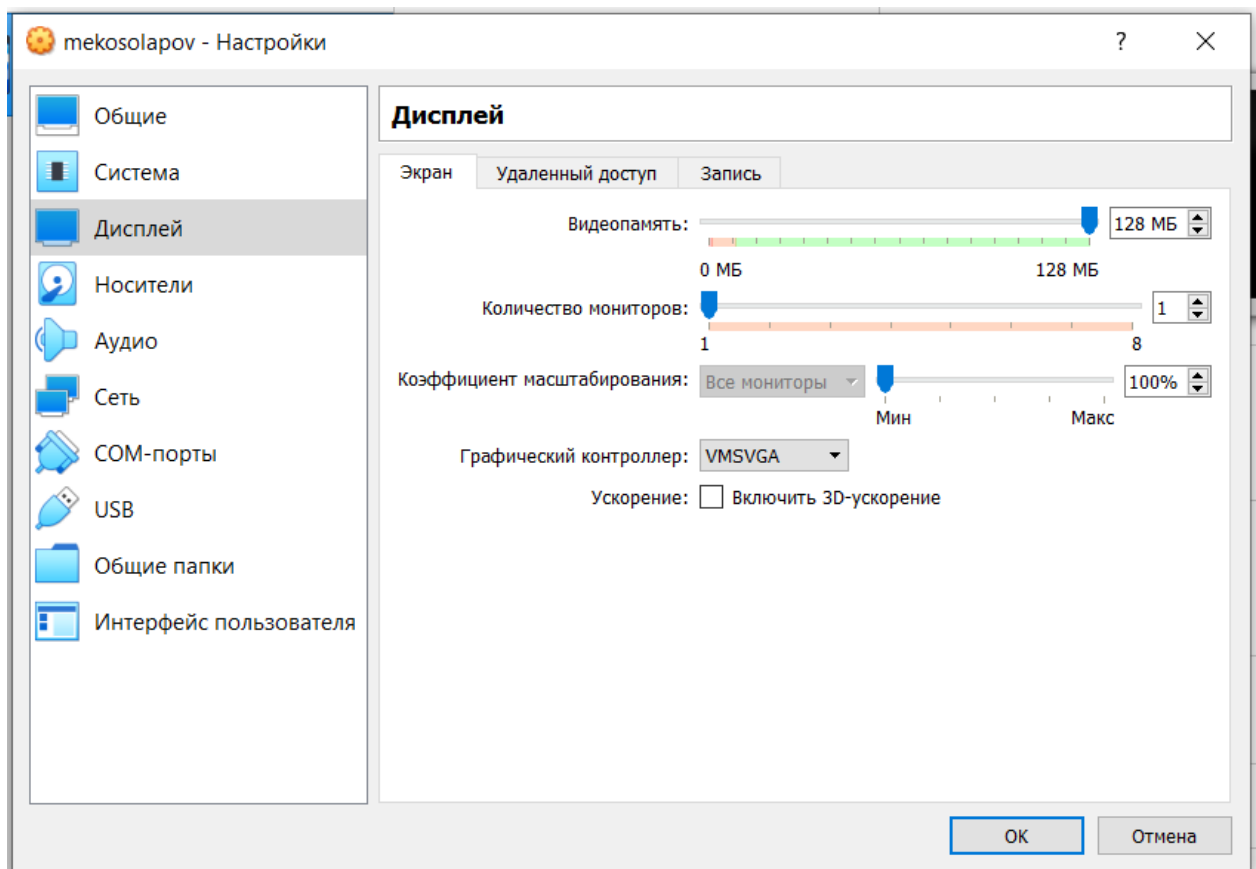 mekosolapov - Настройки
?
Общие
Система
Дисплей
Носители
Аудио
Сеть
COM-порты
USB
Общие папки
Интерфейс пользователя
Дисплей
Экран Удаленный доступ Запись
Видеопамять: 128 МБ
0 МБ 128 МБ
Количество мониторов: 1
1 8
Коэффициент масштабирования: Все мониторы 100%
Мин Макс
Графический контроллер: VMSVGA
Ускорение: Включить 3D-ускорение
OK Отмена